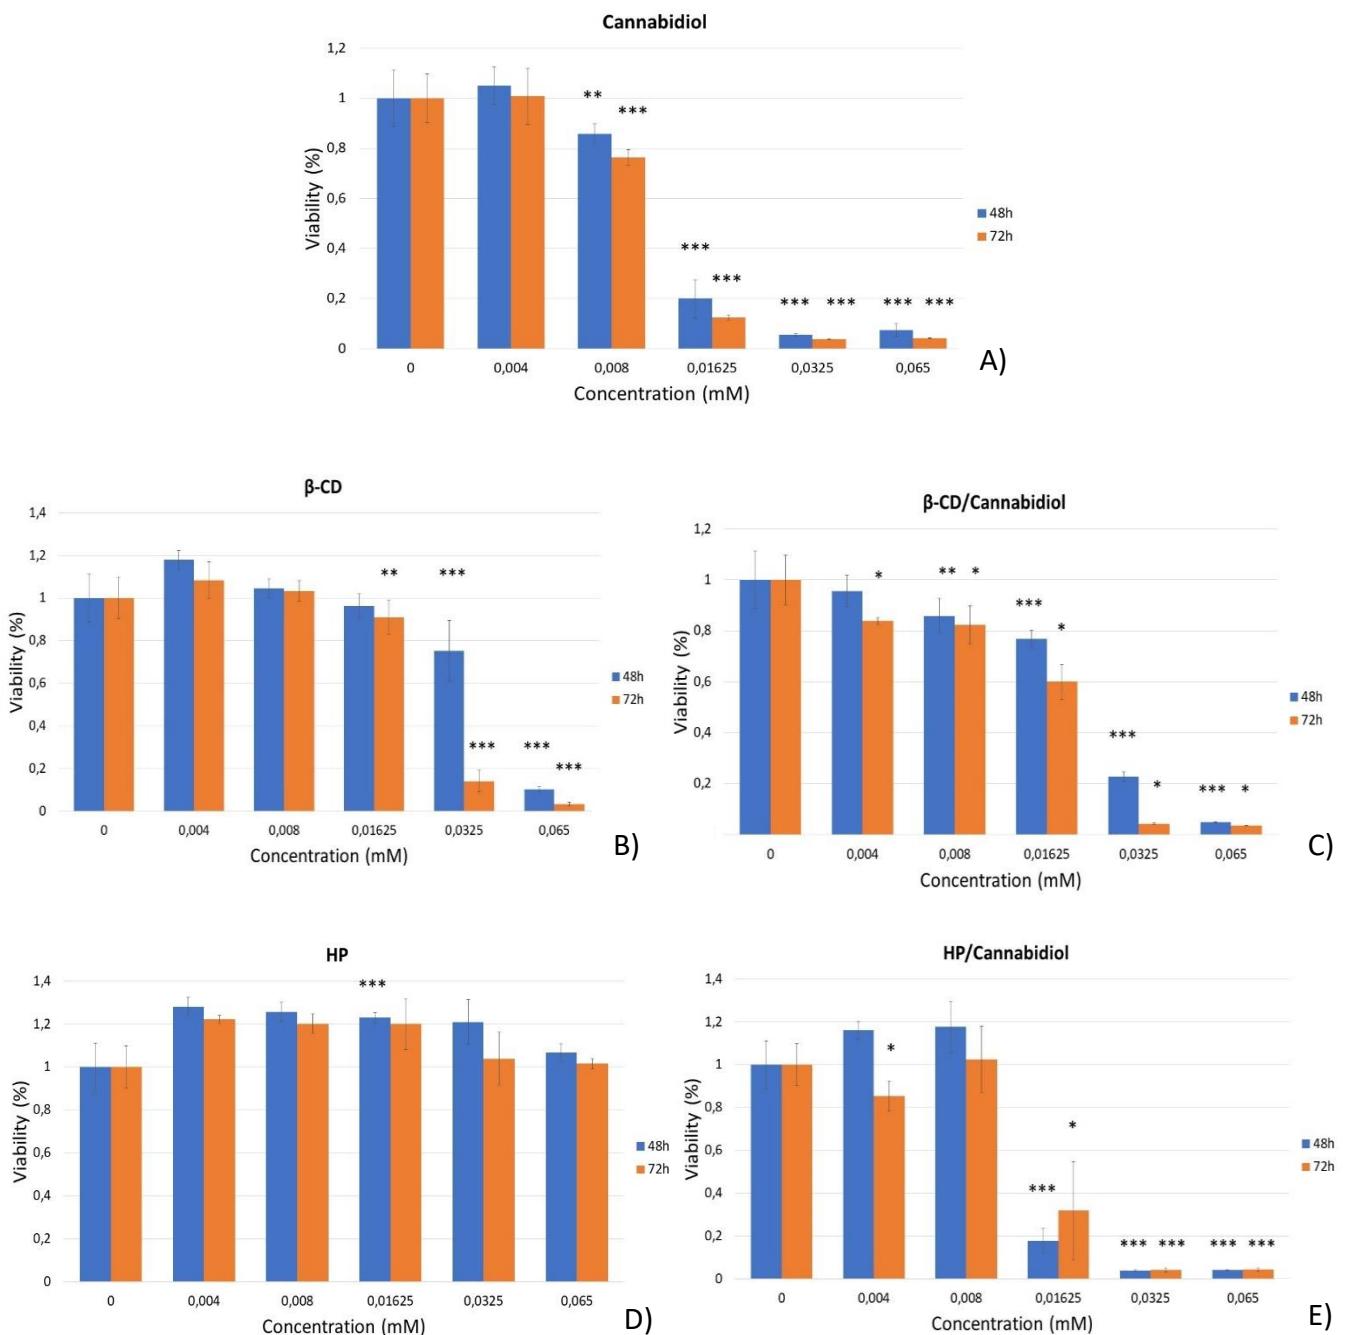 Cannabidiol
1,2
1
0,8
0,6
0,4
0,2
0
Viability (%)
** ***
*** ***
*** *** *** ***
0 0,004 0,008 0,01625 0,0325 0,065
Concentration (mM)
48h
72h
A)
β-CD
1,4
1,2
1
0,8
0,6
0,4
0,2
0
Viability (%)
** ***
*** *** ***
0 0,004 0,008 0,01625 0,0325 0,065
Concentration (mM)
48h
72h
B)
β-CD/Cannabidiol
1,2
1
0,8
0,6
0,4
0,2
Viability (%)
* ** * *** *
*** * *** *
0 0,004 0,008 0,01625 0,0325 0,065
Concentration (mM)
48h
72h
C)
HP
1,4
1,2
1
0,8
0,6
0,4
0,2
0
Viability (%)
***
0 0,004 0,008 0,01625 0,0325 0,065
Concentration (mM)
48h
72h
D)
HP/Cannabidiol
1,4
1,2
1
0,8
0,6
0,4
0,2
0
Viability (%)
*
*** *
*** *** *** ***
0 0,004 0,008 0,01625 0,0325 0,065
Concentration (mM)
48h
72h
E)